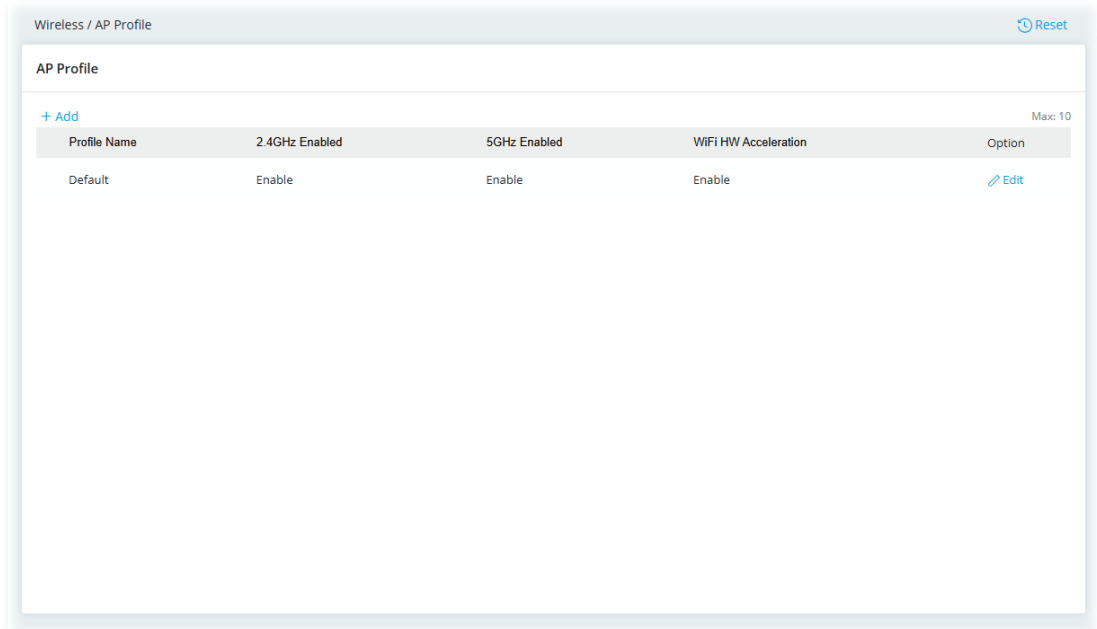 Wireless / AP Profile Reset
AP Profile
+ Add Max: 10
Profile Name 2.4GHz Enabled 5GHz Enabled WiFi HW Acceleration Option
Default Enable Enable Enable Edit